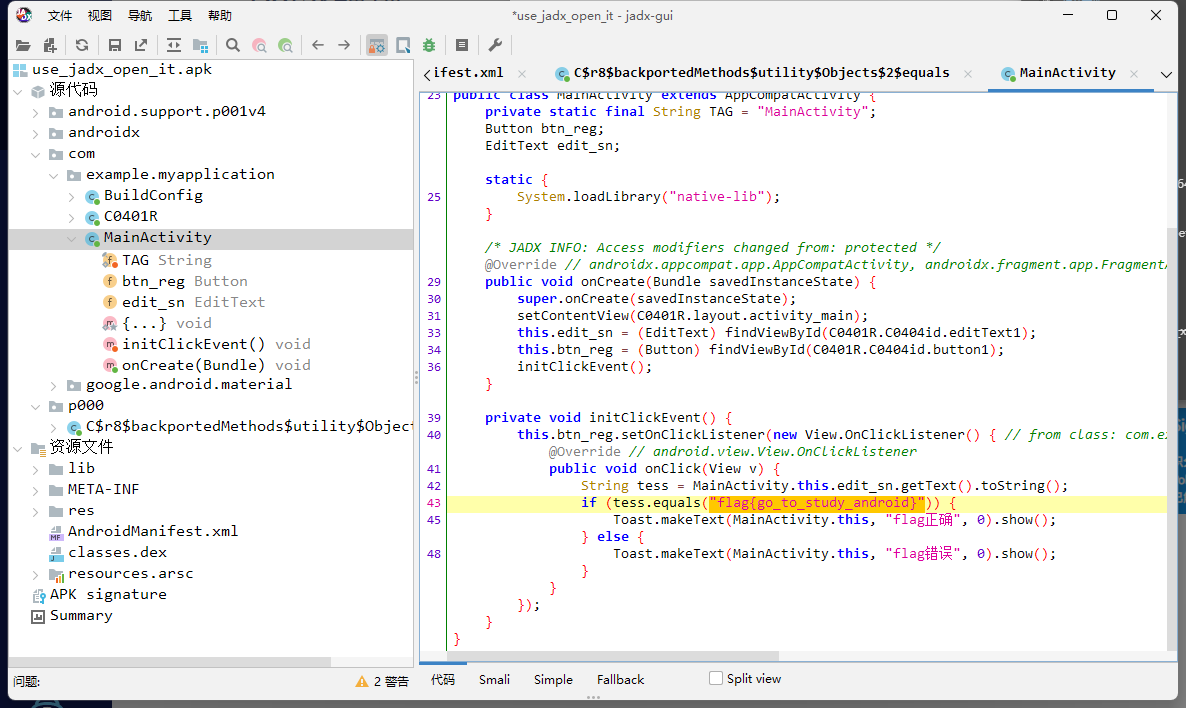 文件 视图 导航 工具 帮助 *use_jadx_open_it - jadx-gui
use_jadx_open_it.apk
源代码
android.support.p001v4
androidx
com
example.myapplication
BuildConfig
C0401R
MainActivity
TAG String
btn_reg Button
edit_sn EditText
{...} void
initClickEvent() void
onCreate(Bundle) void
google.android.material
p000
C$r8$backportedMethods$utility$Object
资源文件
lib
META-INF
res
AndroidManifest.xml
classes.dex
resources.arsc
APK signature
Summary
问题: 2 警告
ifest.xml C$r8$backportedMethods$utility$Objects$2$equals MainActivity
23 public class MainActivity extends AppCompatActivity {
private static final String TAG = "MainActivity";
Button btn_reg;
EditText edit_sn;
static {
25 System.loadLibrary("native-lib");
}
/* JADX INFO: Access modifiers changed from: protected */
@Override // androidx.appcompat.app.AppCompatActivity, androidx.fragment.app.FragmentA
29 public void onCreate(Bundle savedInstanceState) {
30 super.onCreate(savedInstanceState);
31 setContentView(C0401R.layout.activity_main);
33 this.edit_sn = (EditText) findViewById(C0401R.C0404id.editText1);
34 this.btn_reg = (Button) findViewById(C0401R.C0404id.button1);
36 initClickEvent();
}
39 private void initClickEvent() {
40 this.btn_reg.setOnClickListener(new View.OnClickListener() { // from class: com.ex
@Override // android.view.View.OnClickListener
41 public void onClick(View v) {
42 String tess = MainActivity.this.edit_sn.getText().toString();
43 if (tess.equals("flag{go_to_study_android}")) {
45 Toast.makeText(MainActivity.this, "flag正确", 0).show();
} else {
48 Toast.makeText(MainActivity.this, "flag错误", 0).show();
}
}
});
}
}
代码 Smali Simple Fallback Split view